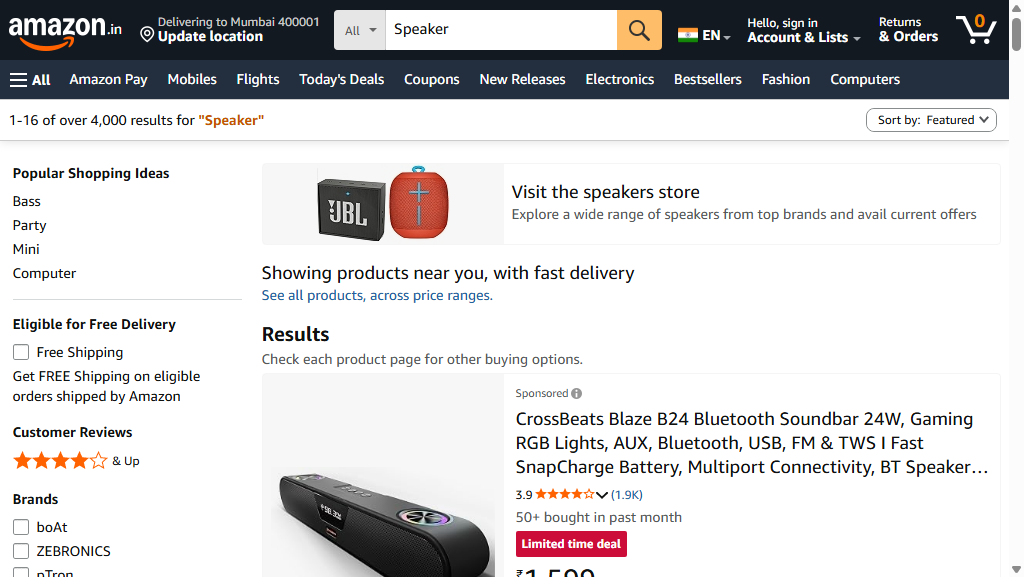 amazon.in
Delivering to Mumbai 400001
Update location
All
Speaker
EN
Hello, sign in
Account & Lists
Returns
& Orders
0
All
Amazon Pay
Mobiles
Flights
Today's Deals
Coupons
New Releases
Electronics
Bestsellers
Fashion
Computers
1-16 of over 4,000 results for "Speaker"
Sort by: Featured
Popular Shopping Ideas
Bass
Party
Mini
Computer
Eligible for Free Delivery
Free Shipping
Get FREE Shipping on eligible
orders shipped by Amazon
Customer Reviews
& Up
Brands
boAt
ZEBRONICS
pTron
JBL
Visit the speakers store
Explore a wide range of speakers from top brands and avail current offers
Showing products near you, with fast delivery
See all products, across price ranges.
Results
Check each product page for other buying options.
Sponsored
CrossBeats Blaze B24 Bluetooth Soundbar 24W, Gaming
RGB Lights, AUX, Bluetooth, USB, FM & TWS I Fast
SnapCharge Battery, Multiport Connectivity, BT Speaker…
3.9 (1.9K)
50+ bought in past month
Limited time deal
₹1,599